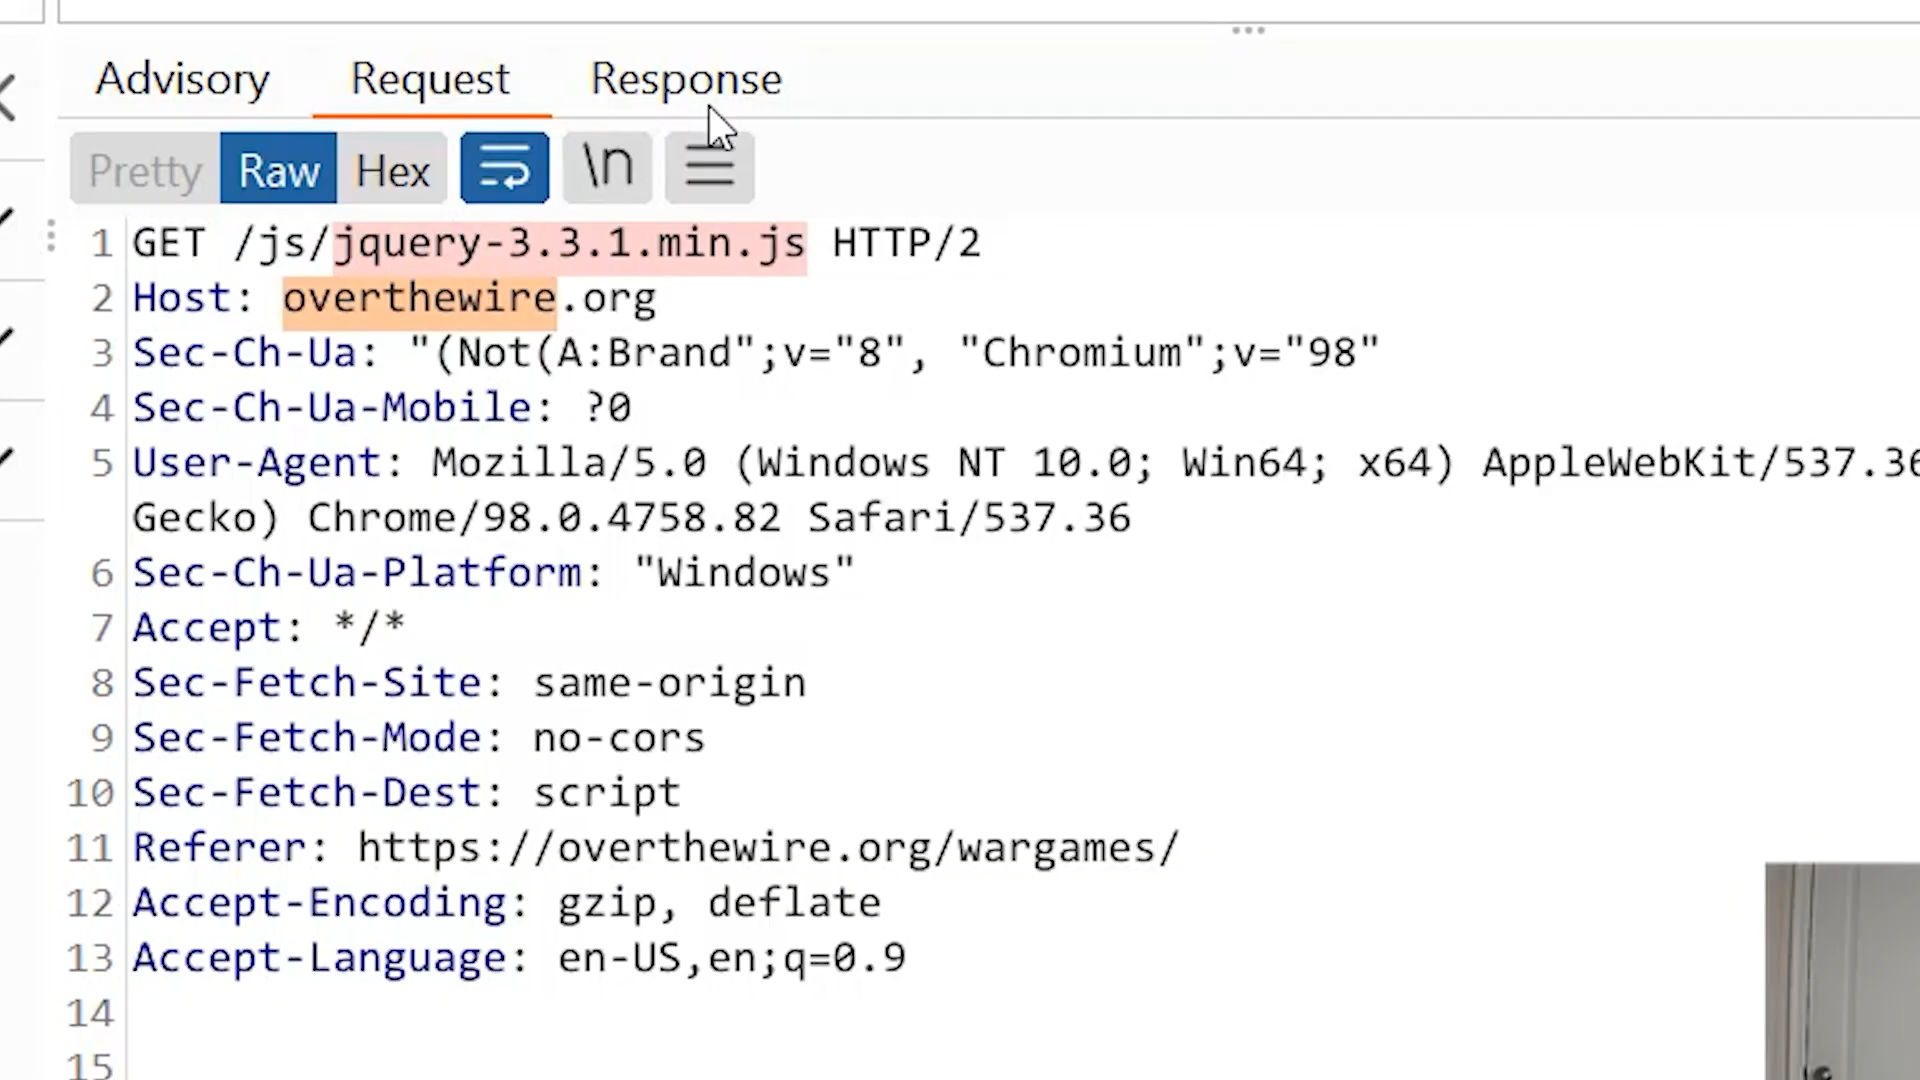 Advisory Request Response
Pretty Raw Hex \n
1 GET /js/jquery-3.3.1.min.js HTTP/2
2 Host: overthewire.org
3 Sec-Ch-Ua: "(Not(A:Brand";v="8", "Chromium";v="98"
4 Sec-Ch-Ua-Mobile: ?0
5 User-Agent: Mozilla/5.0 (Windows NT 10.0; Win64; x64) AppleWebKit/537.36
Gecko) Chrome/98.0.4758.82 Safari/537.36
6 Sec-Ch-Ua-Platform: "Windows"
7 Accept: */*
8 Sec-Fetch-Site: same-origin
9 Sec-Fetch-Mode: no-cors
10 Sec-Fetch-Dest: script
11 Referer: https://overthewire.org/wargames/
12 Accept-Encoding: gzip, deflate
13 Accept-Language: en-US,en;q=0.9
14
15